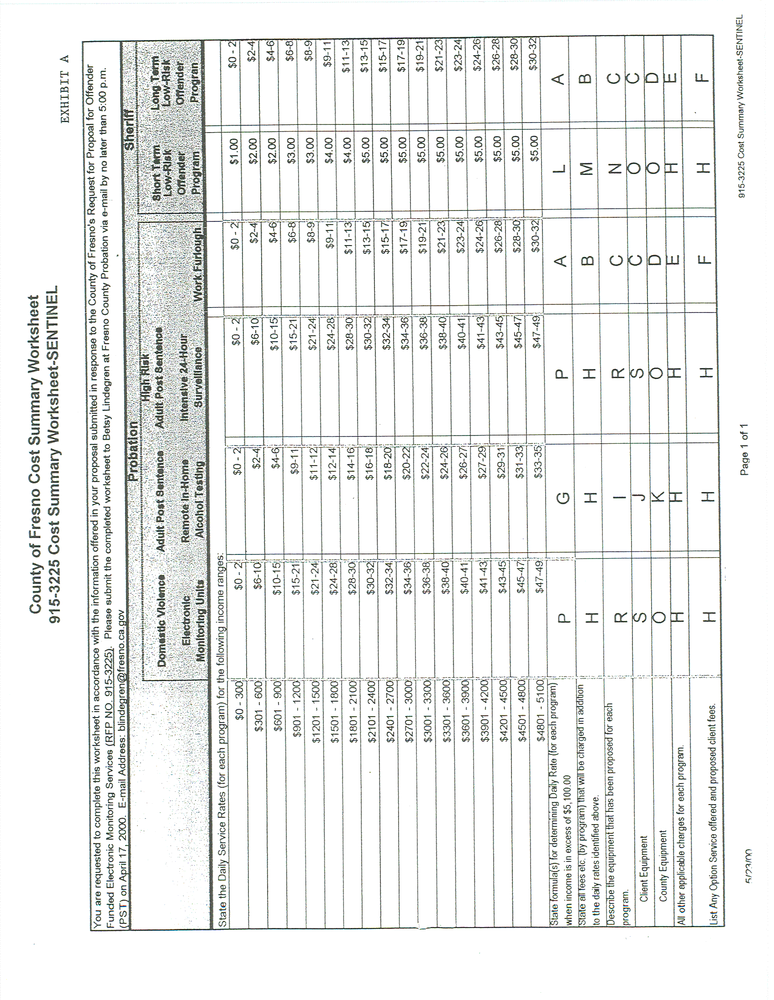 County of Fresno Cost Summary Worksheet
915-3225 Cost Summary Worksheet-SENTINEL
EXHIBIT A
You are requested to complete this worksheet in accordance with the information offered in your proposal submitted in response to the County of Fresno's Request for Propoal for Offender
Funded Electronic Monitoring Services (RFP NO. 915-3225). Please submit the completed worksheet to Betsy Lindegren at Fresno County Probation via e-mail by no later than 5:00 p.m.
(PST) on April 17, 2000. E-mail Address: blindegren@fresno.ca.gov
Probation Sheriff
High Risk
Domestic Violence Adult Post Sentence Adult Post Sentence Short Term Long Term
Low-Risk Low-Risk
Electronic Remote In-Home Intensive 24-Hour Offender Offender
Monitoring Units Alcohol Testing Surveillance Work Furlough Program Progran
State the Daily Service Rates (for each program) for the following income ranges:
$0 - 300 $0 - 2 $0 - 2 $0 - 2 $0 - 2 $1.00 $0 - 2
$301 - 600 $6-10 $2-4 $6-10 $2-4 $2.00 $2-4
$601 - 900 $10-15 $4-6 $10-15 $4-6 $2.00 $4-6
$901 - 1200 $15-21 $9-11 $15-21 $6-8 $3.00 $6-8
$1201 - 1500 $21-24 $11-12 $21-24 $8-9 $3.00 $8-9
$1501 - 1800 $24-28 $12-14 $24-28 $9-11 $4.00 $9-11
$1801 - 2100 $28-30 $14-16 $28-30 $11-13 $4.00 $11-13
$2101 - 2400 $30-32 $16-18 $30-32 $13-15 $5.00 $13-15
$2401 - 2700 $32-34 $18-20 $32-34 $15-17 $5.00 $15-17
$2701 - 3000 $34-36 $20-22 $34-36 $17-19 $5.00 $17-19
$3001 - 3300 $36-38 $22-24 $36-38 $19-21 $5.00 $19-21
$3301 - 3600 $38-40 $24-26 $38-40 $21-23 $5.00 $21-23
$3601 - 3900 $40-41 $26-27 $40-41 $23-24 $5.00 $23-24
$3901 - 4200 $41-43 $27-29 $41-43 $24-26 $5.00 $24-26
$4201 - 4500 $43-45 $29-31 $43-45 $26-28 $5.00 $26-28
$4501 - 4800 $45-47 $31-33 $45-47 $28-30 $5.00 $28-30
$4801 - 5100 $47-49 $33-35 $47-49 $30-32 $5.00 $30-32
State formula(s) for determining Daily Rate (for each program)
when income is in excess of $5,100.00 P G P A L A
State all fees etc. (by program) that will be charged in addition
to the daily rates identified above. H H H B M B
Describe the equipment that has been proposed for each
program. R I R C N C
Client Equipment S J S C O C
County Equipment O K O D O D
All other applicable charges for each program. H H H E H E
List Any Option Service offered and proposed client fees. H H H F H F
5/23/00
Page 1 of 1
915-3225 Cost Summary Worksheet-SENTINEL